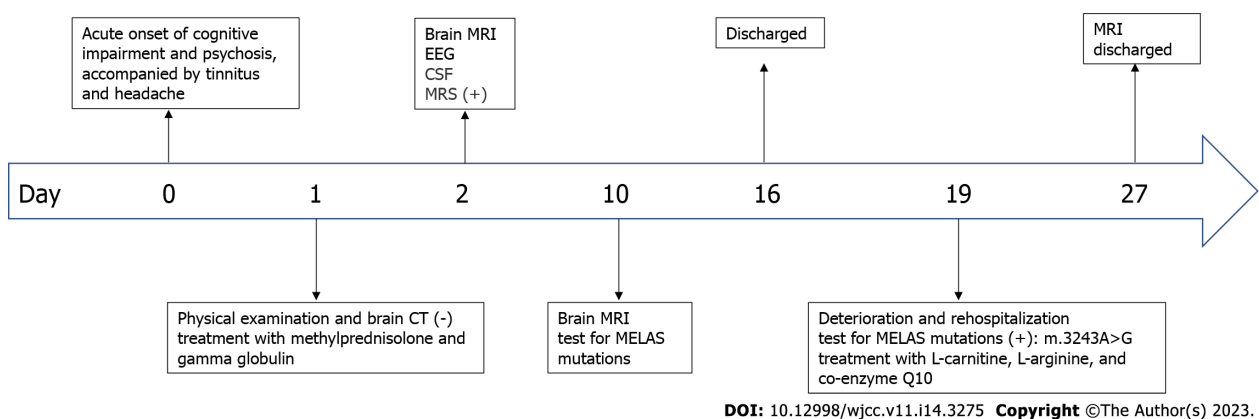 Acute onset of cognitive
impairment and psychosis,
accompanied by tinnitus
and headache
Brain MRI
EEG
CSF
MRS (+)
Discharged
MRI
discharged
Day 0 1 2 10 16 19 27
Physical examination and brain CT (-)
treatment with methylprednisolone and
gamma globulin
Brain MRI
test for MELAS
mutations
Deterioration and rehospitalization
test for MELAS mutations (+): m.3243A>G
treatment with L-carnitine, L-arginine, and
co-enzyme Q10
DOI: 10.12998/wjcc.v11.i14.3275 Copyright ©The Author(s) 2023.